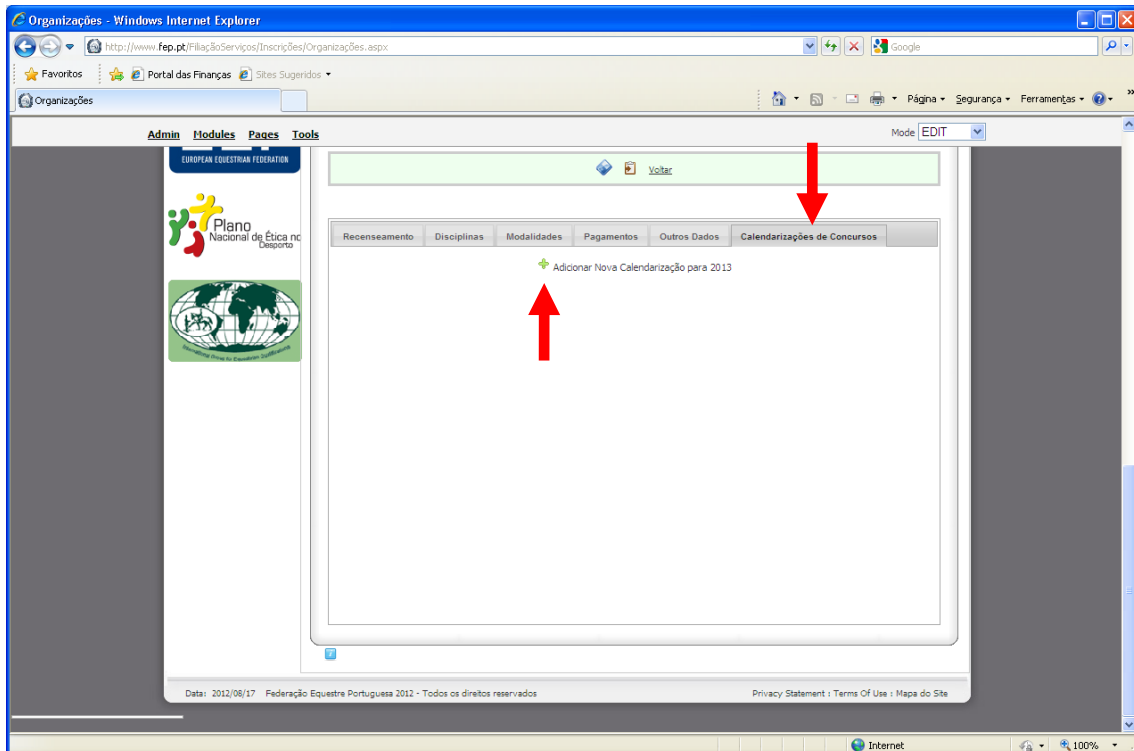 Organizações - Windows Internet Explorer
http://www.fep.pt/FiliaçãoServiços/Inscrições/Organizações.aspx
Google
Favoritos Portal das Finanças Sites Sugeridos
Organizações
Página Segurança Ferramentas »
Admin Modules Pages Tools
Mode EDIT
EUROPEAN EQUESTRIAN FEDERATION
Voltar
Plano
Nacional de Ética no
Desporto
Recenseamento Disciplinas Modalidades Pagamentos Outros Dados Calendarizações de Concursos
Adicionar Nova Calendarização para 2013
Data: 2012/08/17 Federação Equestre Portuguesa 2012 - Todos os direitos reservados
Privacy Statement : Terms Of Use : Mapa do Site
Internet
100%